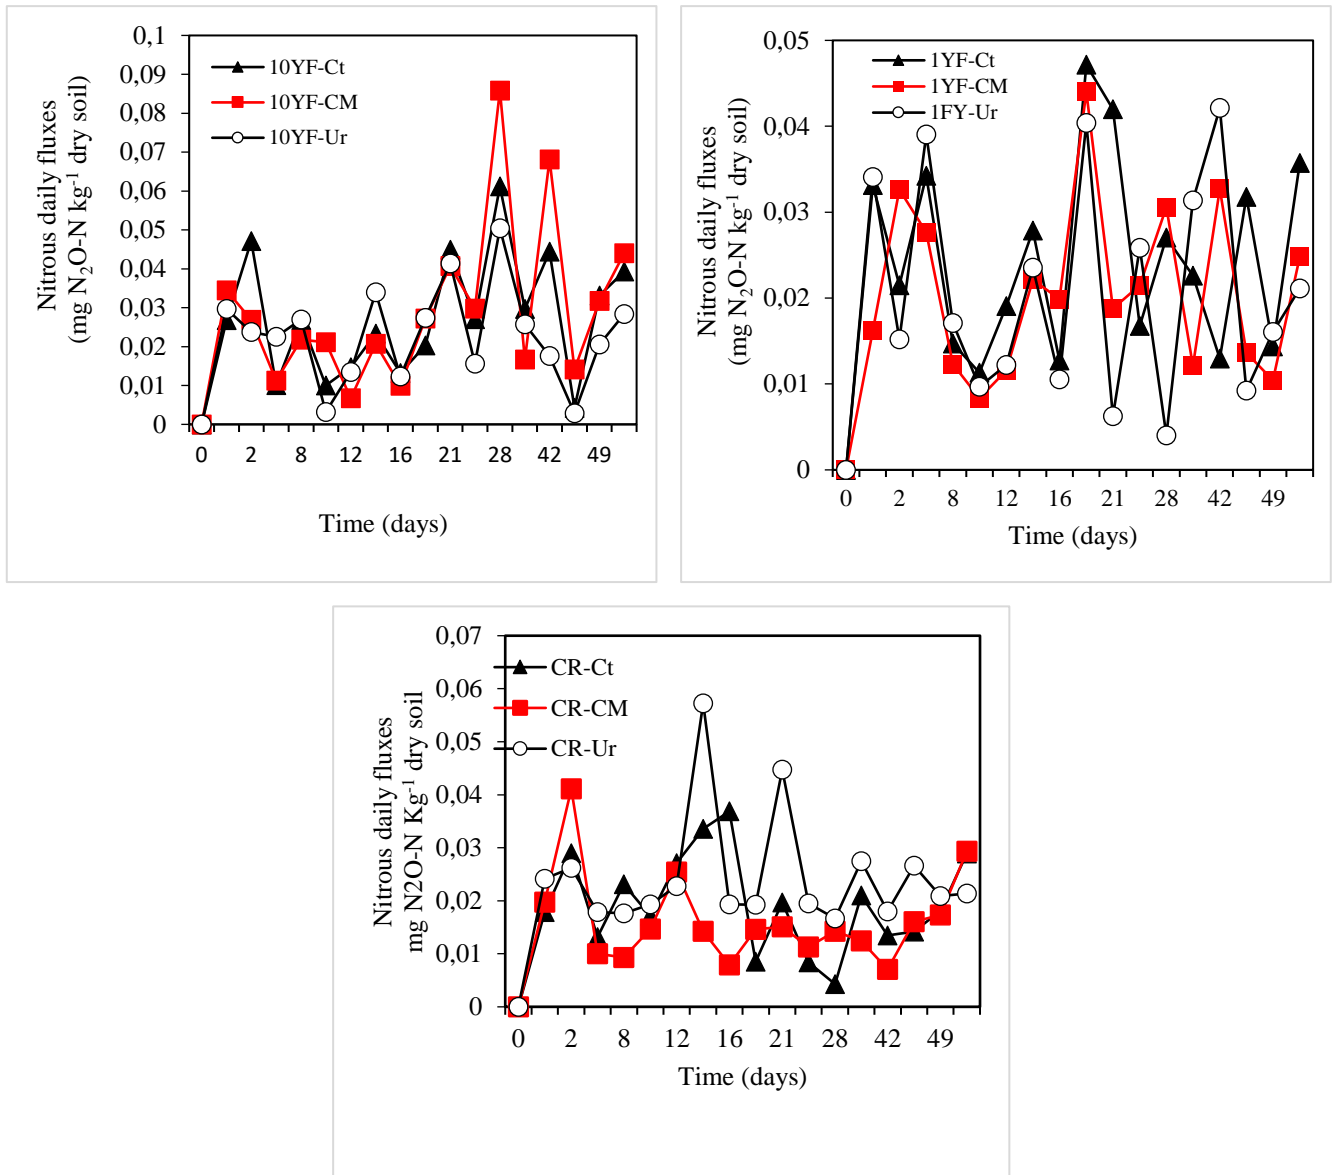 Nitrous daily fluxes
(mg N₂O-N kg⁻¹ dry soil)
0,1
0,09
0,08
0,07
0,06
0,05
0,04
0,03
0,02
0,01
0
10YF-Ct
10YF-CM
10YF-Ur
0 2 8 12 16 21 28 42 49
Time (days)
Nitrous daily fluxes
(mg N₂O-N kg⁻¹ dry soil)
0,05
0,04
0,03
0,02
0,01
0
1YF-Ct
1YF-CM
1FY-Ur
0 2 8 12 16 21 28 42 49
Time (days)
Nitrous daily fluxes
mg N2O-N Kg⁻¹ dry soil
0,07
0,06
0,05
0,04
0,03
0,02
0,01
0
CR-Ct
CR-CM
CR-Ur
0 2 8 12 16 21 28 42 49
Time (days)